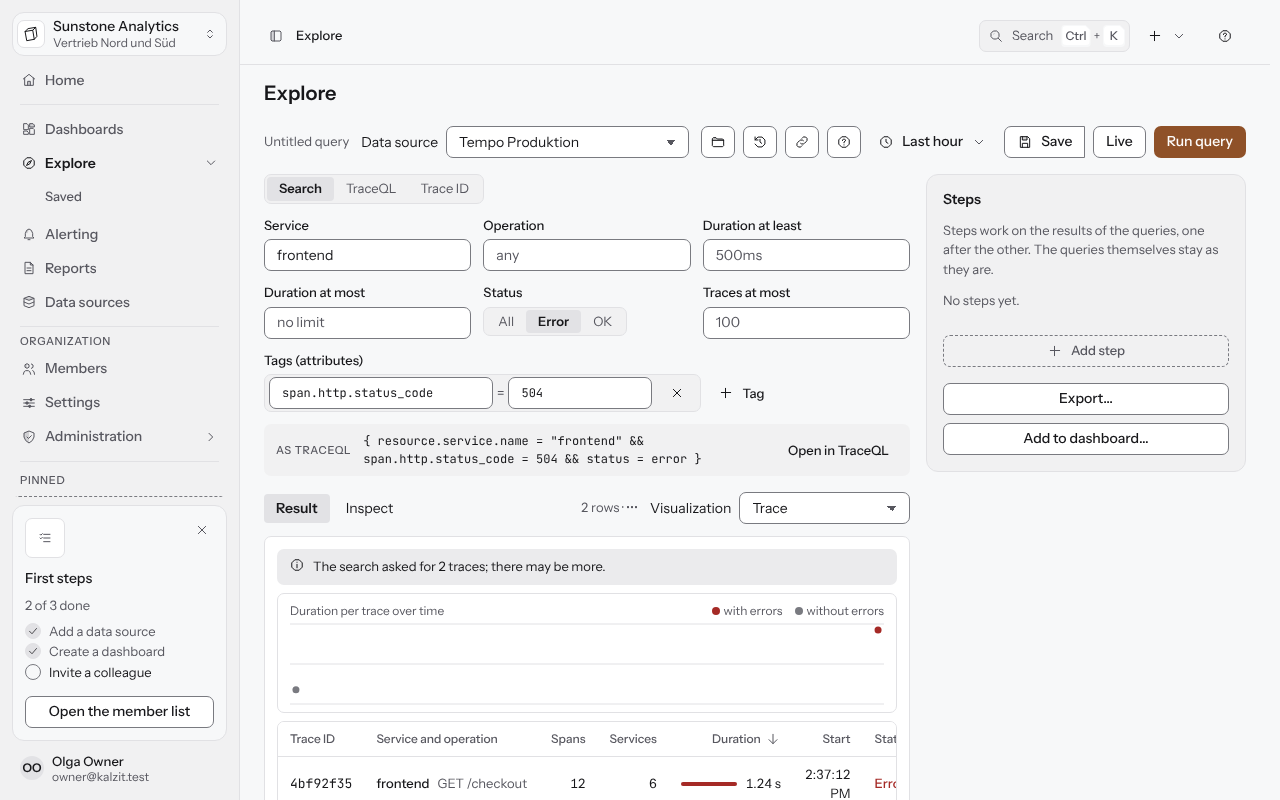 Sunstone Analytics
Vertrieb Nord und Süd
Home
Dashboards
Explore
Saved
Alerting
Reports
Data sources
ORGANIZATION
Members
Settings
Administration
PINNED
First steps
2 of 3 done
Add a data source
Create a dashboard
Invite a colleague
Open the member list
OO
Olga Owner
owner@kalzit.test
Explore
Search Ctrl + K
Explore
Untitled query Data source Tempo Produktion Last hour Save Live Run query
Search TraceQL Trace ID
Service Operation Duration at least
frontend any 500ms
Duration at most Status Traces at most
no limit All Error OK 100
Tags (attributes)
span.http.status_code = 504 Tag
AS TRACEQL { resource.service.name = "frontend" &&
span.http.status_code = 504 && status = error }
Open in TraceQL
Result Inspect 2 rows · ··· Visualization Trace
The search asked for 2 traces; there may be more.
Duration per trace over time with errors without errors
Trace ID Service and operation Spans Services Duration Start Stat
4bf92f35 frontend GET /checkout 12 6 1.24 s 2:37:12 PM Erro
Steps
Steps work on the results of the queries, one
after the other. The queries themselves stay as
they are.
No steps yet.
Add step
Export…
Add to dashboard…